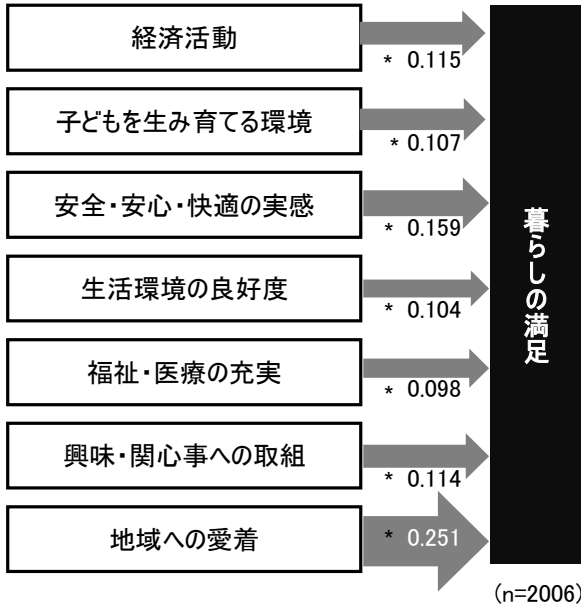 経済活動
* 0.115
子どもを生み育てる環境
* 0.107
安全・安心・快適の実感
* 0.159
生活環境の良好度
* 0.104
福祉・医療の充実
* 0.098
興味・関心事への取組
* 0.114
地域への愛着
* 0.251
暮らしの満足
(n=2006)